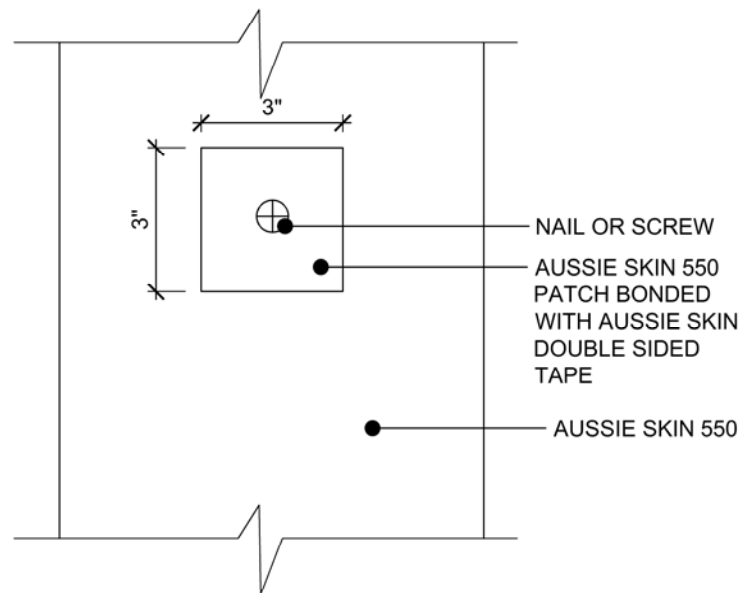 3"
3"
NAIL OR SCREW
AUSSIE SKIN 550
PATCH BONDED
WITH AUSSIE SKIN
DOUBLE SIDED
TAPE
AUSSIE SKIN 550